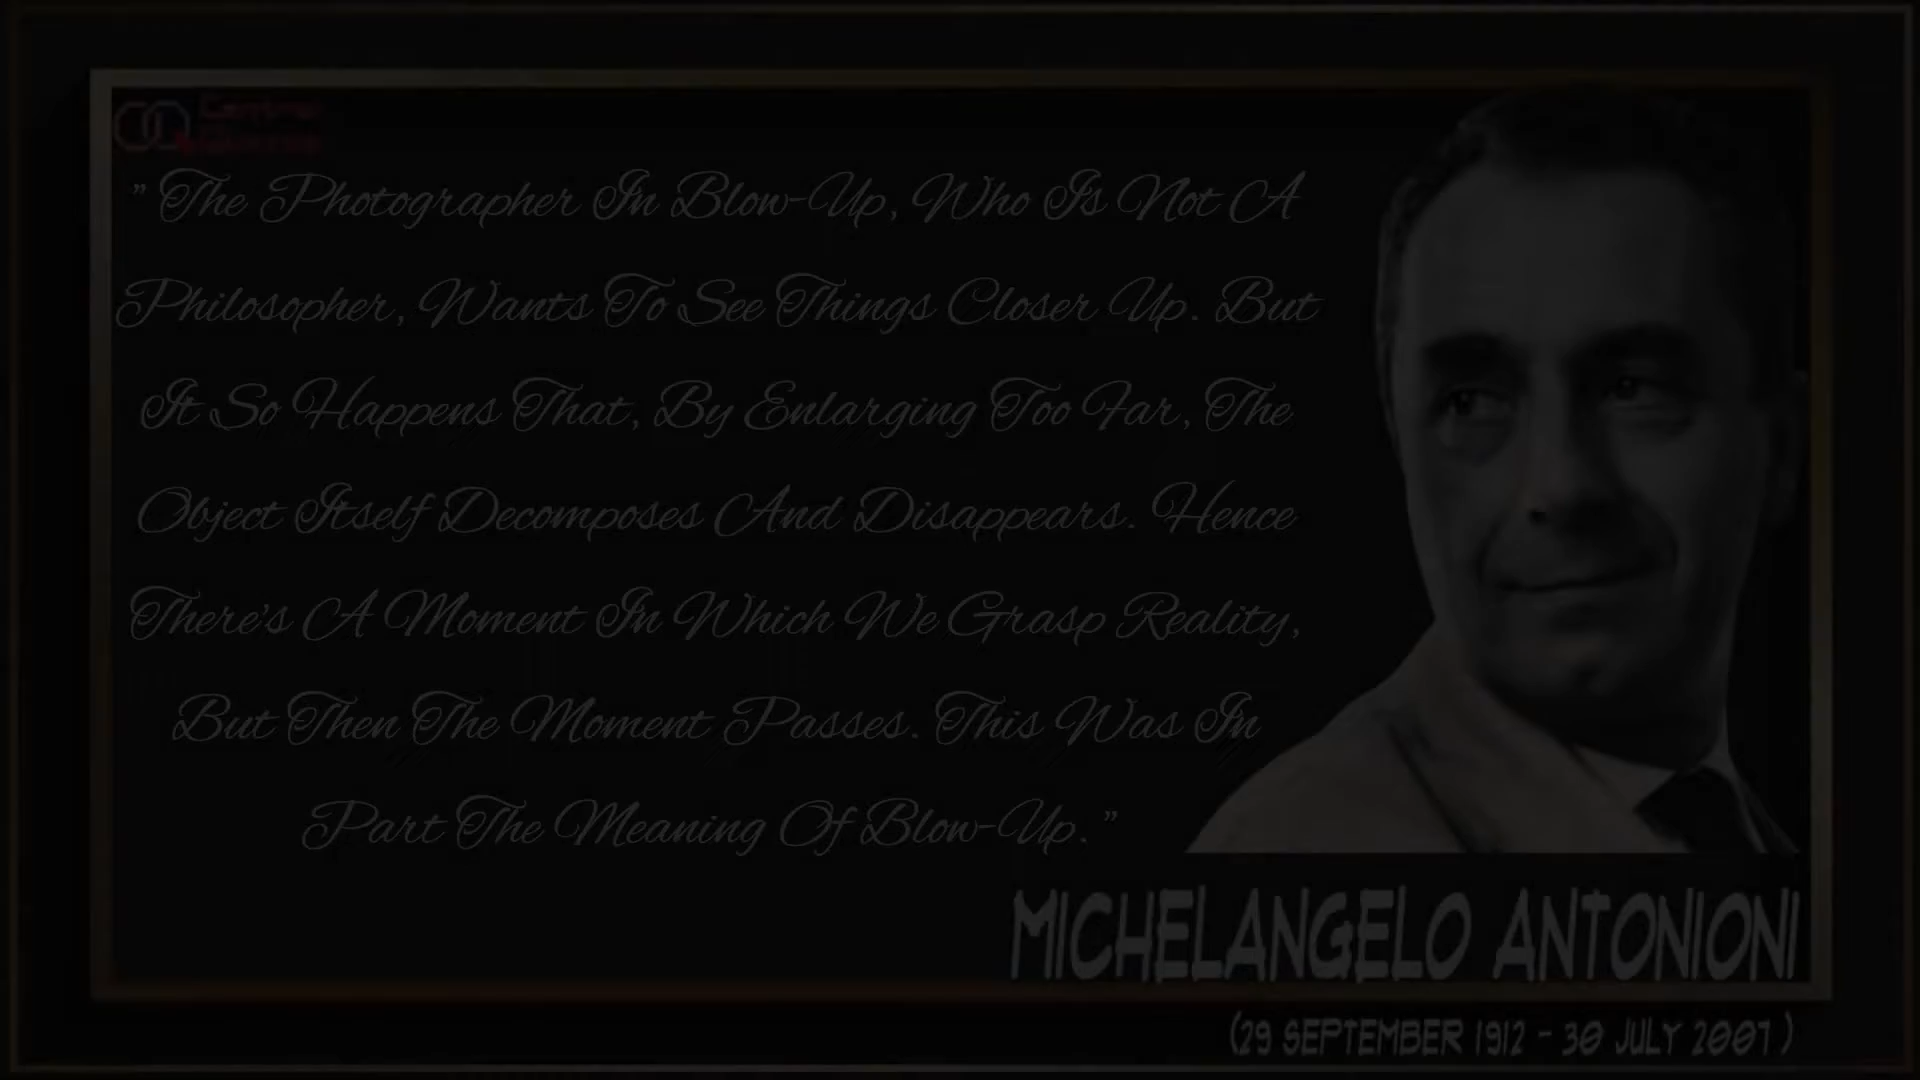 " The Photographer In Blow-Up, Who Is Not A
Philosopher, Wants To See Things Closer Up. But
It So Happens That, By Enlarging Too Far, The
Object Itself Decomposes And Disappears. Hence
There's A Moment In Which We Grasp Reality,
But Then The Moment Passes. This Was In
Part The Meaning Of Blow-Up. "
MICHELANGELO ANTONIONI
(29 SEPTEMBER 1912 - 30 JULY 2007 )